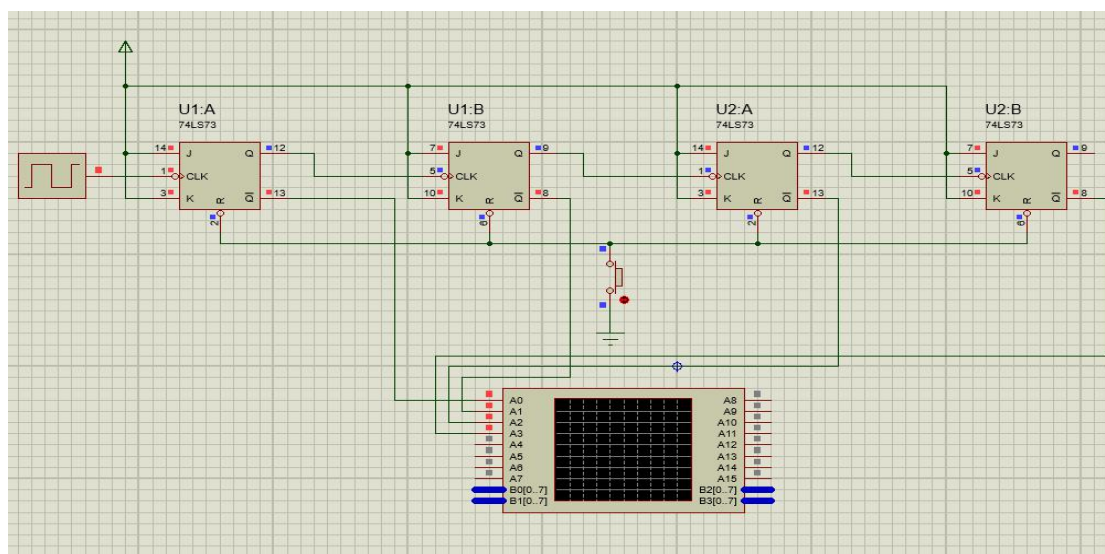 U1:A
74LS73
14 J Q 12
1 CLK
3 K Q 13
R
2
U1:B
74LS73
7 J Q 9
5 CLK
10 K Q 8
R
6
U2:A
74LS73
14 J Q 12
1 CLK
3 K Q 13
R
2
U2:B
74LS73
7 J Q 9
5 CLK
10 K Q 8
R
6
A0 A8
A1 A9
A2 A10
A3 A11
A4 A12
A5 A13
A6 A14
A7 A15
B0[0..7] B2[0..7]
B1[0..7] B3[0..7]